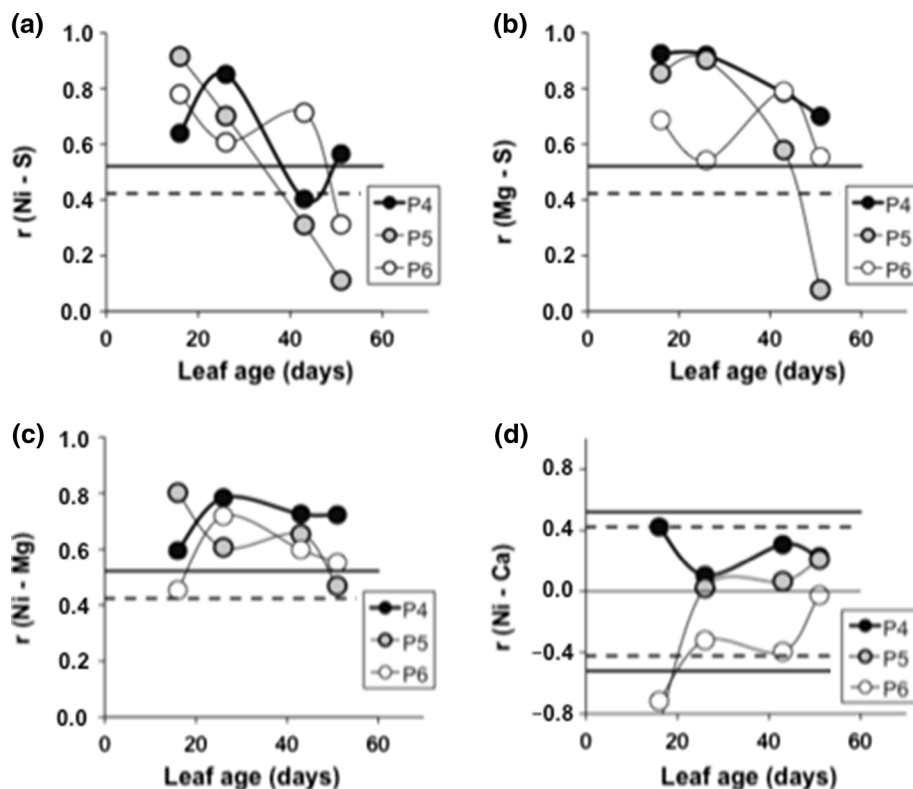 (a)
r (Ni - S)
1.0
0.8
0.6
0.4
0.2
0.0
P4
P5
P6
0 20 40 60
Leaf age (days)
(b)
r (Mg - S)
1.0
0.8
0.6
0.4
0.2
0.0
P4
P5
P6
0 20 40 60
Leaf age (days)
(c)
r (Ni - Mg)
1.0
0.8
0.6
0.4
0.2
0.0
P4
P5
P6
0 20 40 60
Leaf age (days)
(d)
r (Ni - Ca)
0.8
0.4
0.0
−0.4
−0.8
P4
P5
P6
0 20 40 60
Leaf age (days)